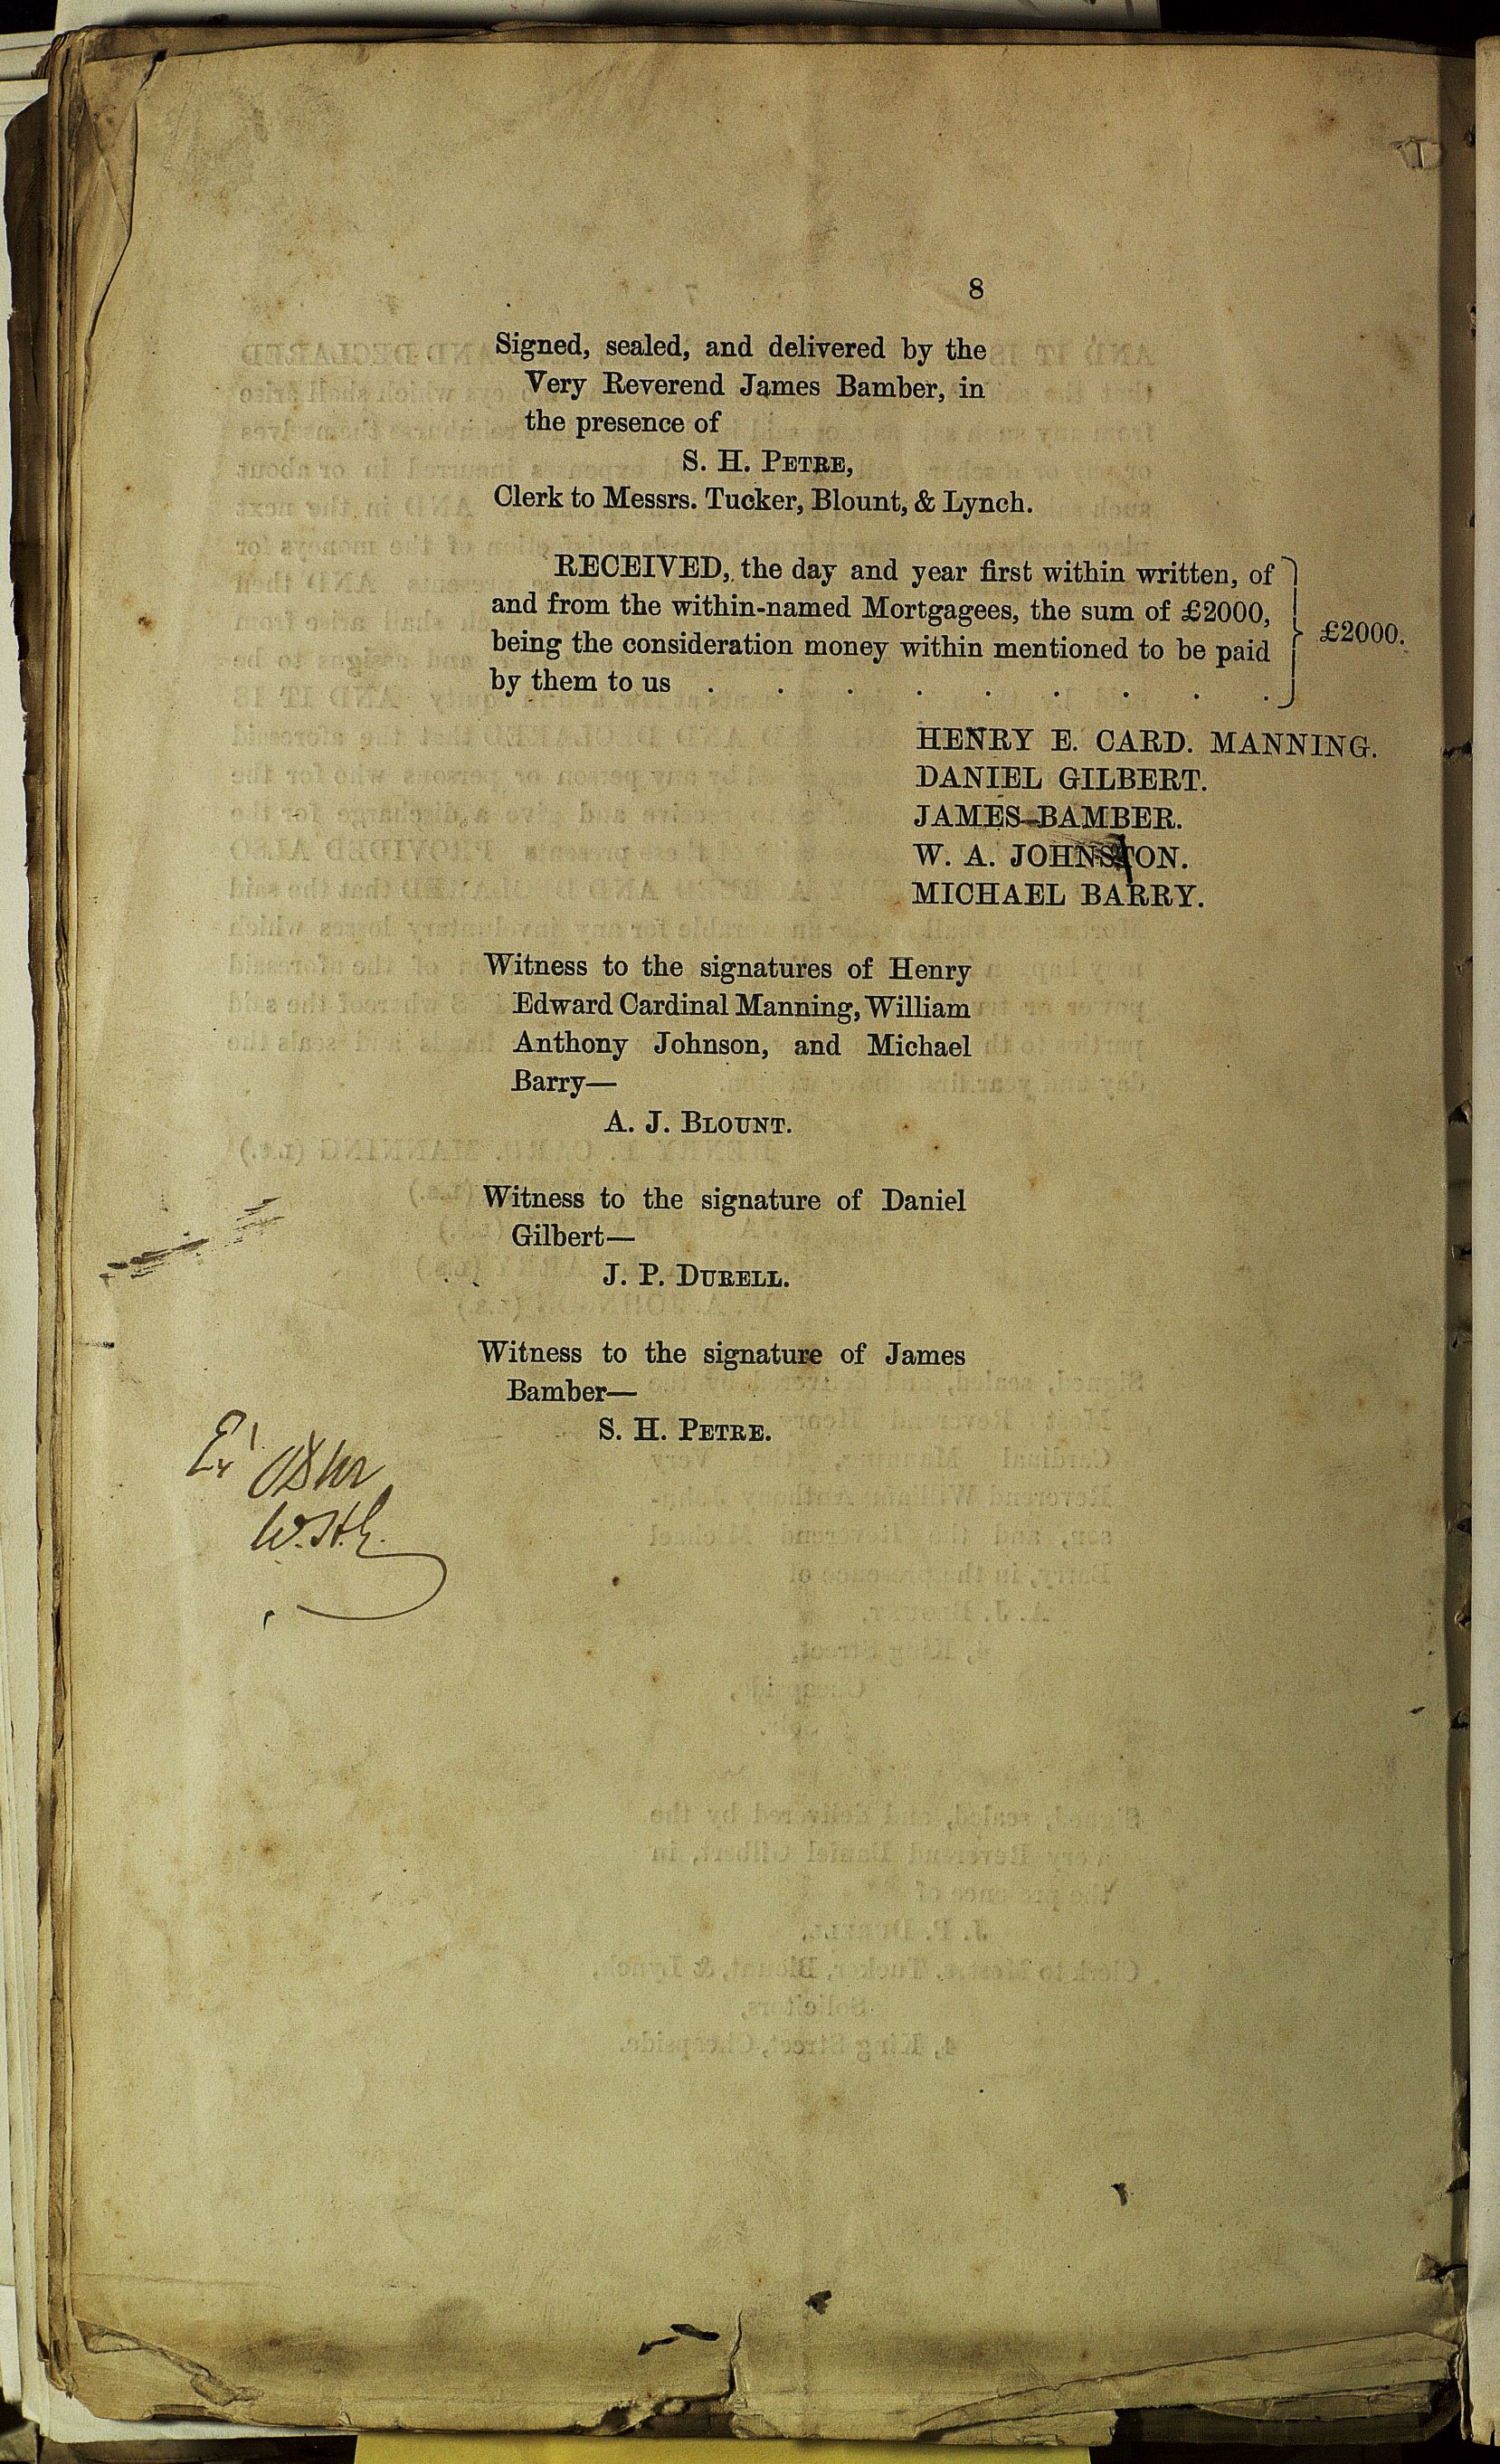 8
Signed, sealed, and delivered by the
Very Reverend James Bamber, in
the presence of
S. H. PETRE,
Clerk to Messrs. Tucker, Blount, & Lynch.
RECEIVED, the day and year first within written, of
and from the within-named Mortgagees, the sum of £2000,
being the consideration money within mentioned to be paid
£2000.
by them to us . . . . . . . . .
HENRY E. CARD. MANNING.
DANIEL GILBERT.
JAMES BAMBER.
W. A. JOHNSTON.
MICHAEL BARRY.
Witness to the signatures of Henry
Edward Cardinal Manning, William
Anthony Johnson, and Michael
Barry—
A. J. BLOUNT.
Witness to the signature of Daniel
Gilbert—
J. P. DURELL.
Witness to the signature of James
Bamber—
S. H. PETRE.